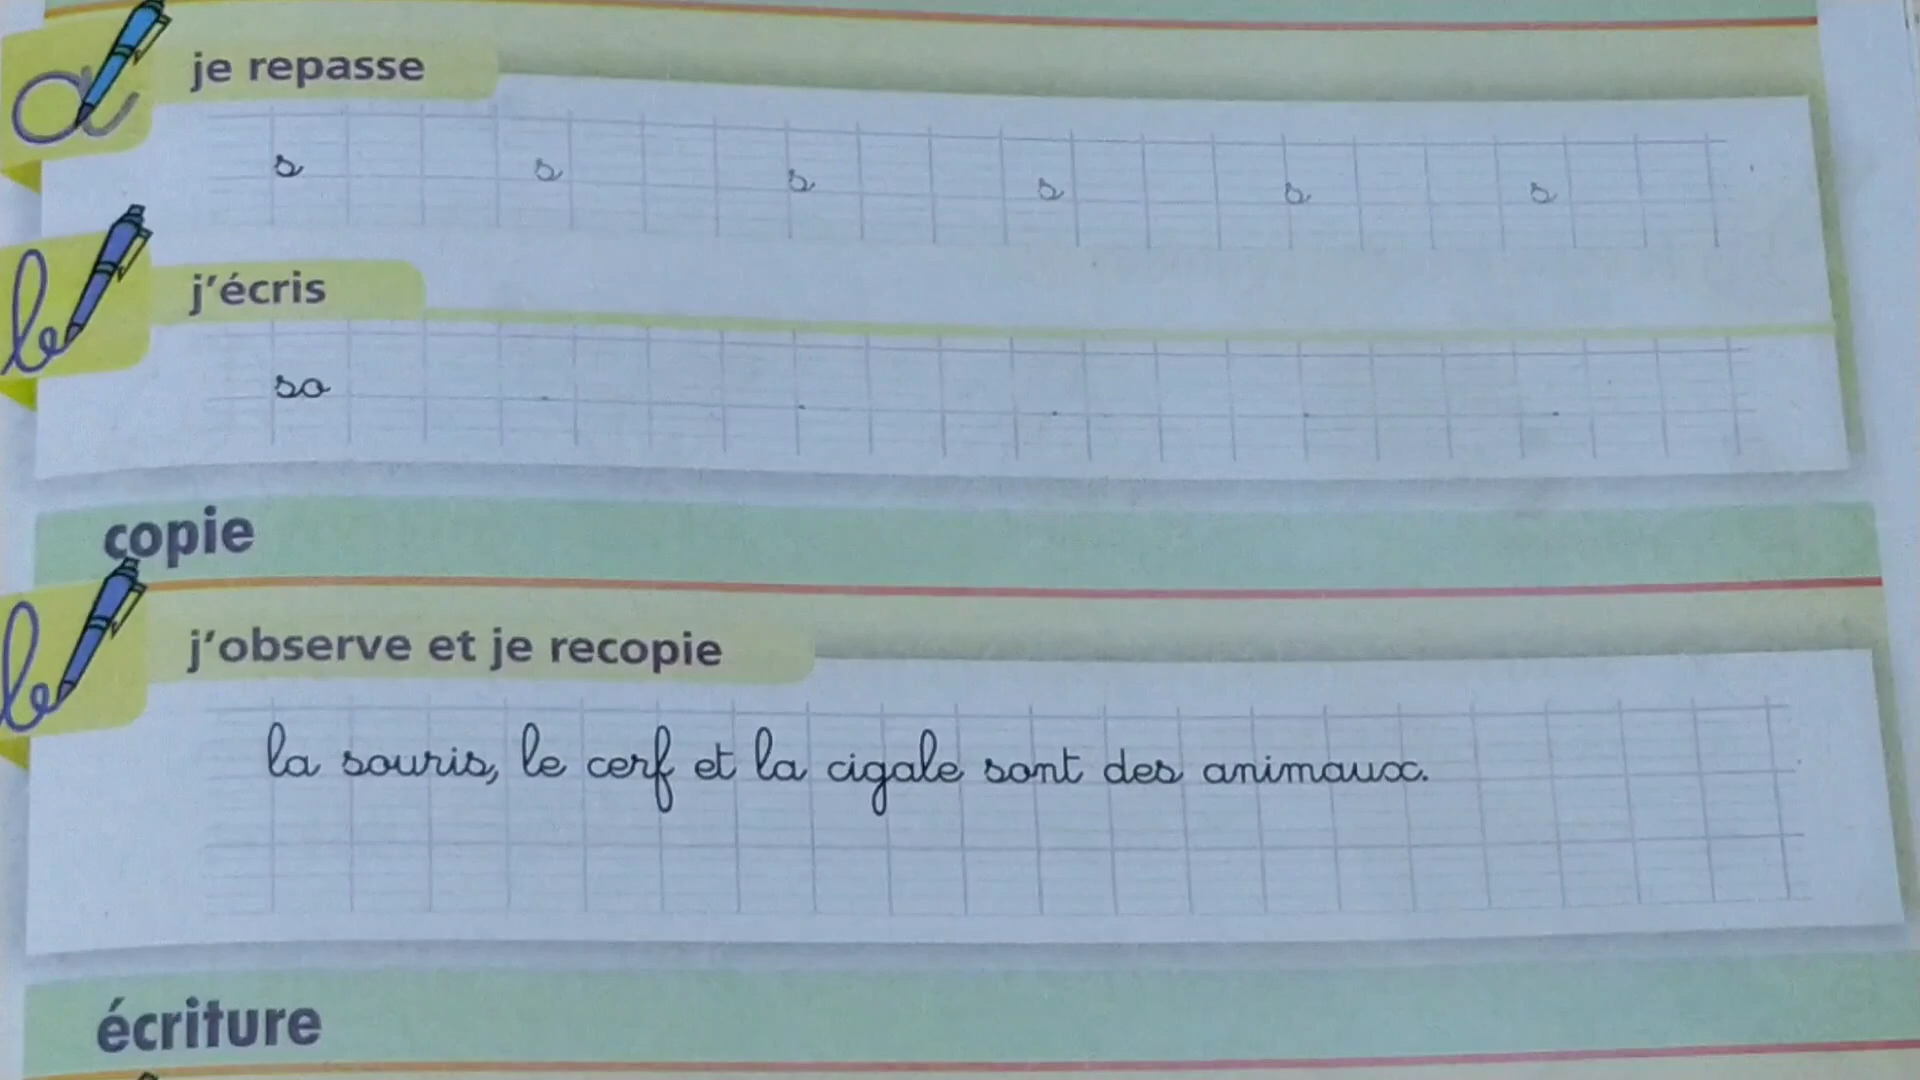 je repasse
s s s s s s
j'écris
so
copie
j'observe et je recopie
la souris, le cerf et la cigale sont des animaux.
écriture